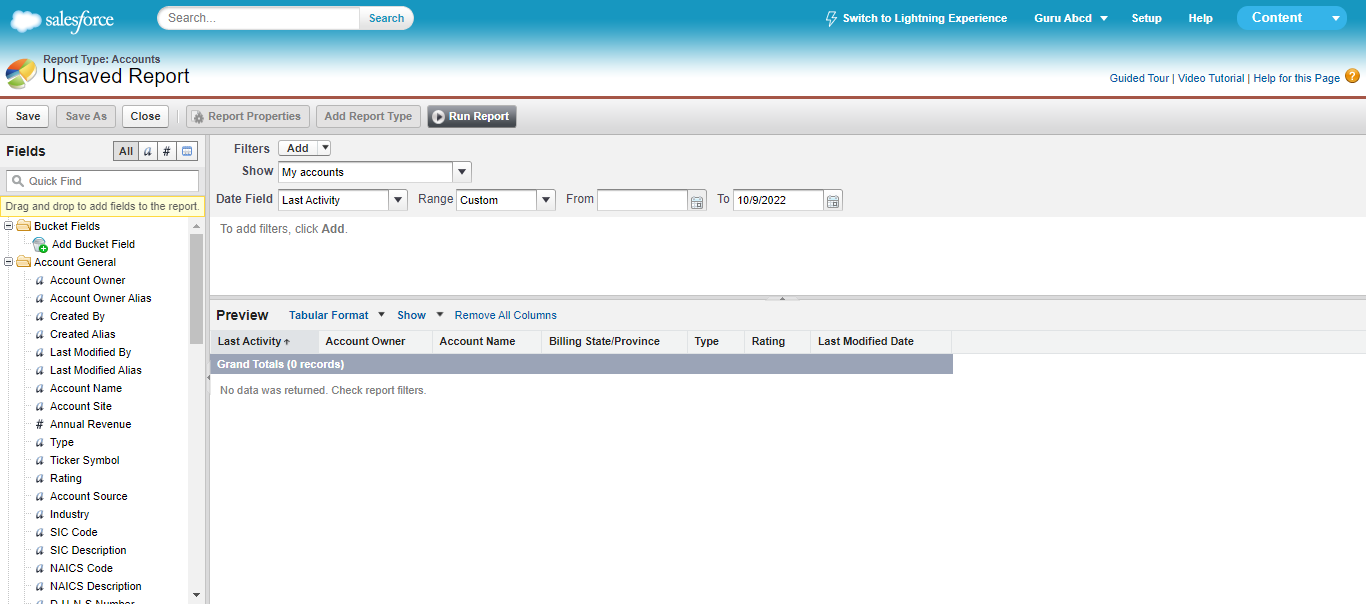 salesforce
Search...
Search
Switch to Lightning Experience
Guru Abcd
Setup
Help
Content
Report Type: Accounts
Unsaved Report
Guided Tour | Video Tutorial | Help for this Page ?
Save
Save As
Close
Report Properties
Add Report Type
Run Report
Fields
All
a
#
Quick Find
Drag and drop to add fields to the report.
Bucket Fields
Add Bucket Field
Account General
a Account Owner
a Account Owner Alias
a Created By
a Created Alias
a Last Modified By
a Last Modified Alias
a Account Name
a Account Site
# Annual Revenue
a Type
a Ticker Symbol
a Rating
a Account Source
a Industry
a SIC Code
a SIC Description
a NAICS Code
a NAICS Description
a D-U-N-S Number
Filters Add
Show My accounts
Date Field Last Activity Range Custom From To 10/9/2022
To add filters, click Add.
Preview Tabular Format Show Remove All Columns
Last Activity Account Owner Account Name Billing State/Province Type Rating Last Modified Date
Grand Totals (0 records)
No data was returned. Check report filters.